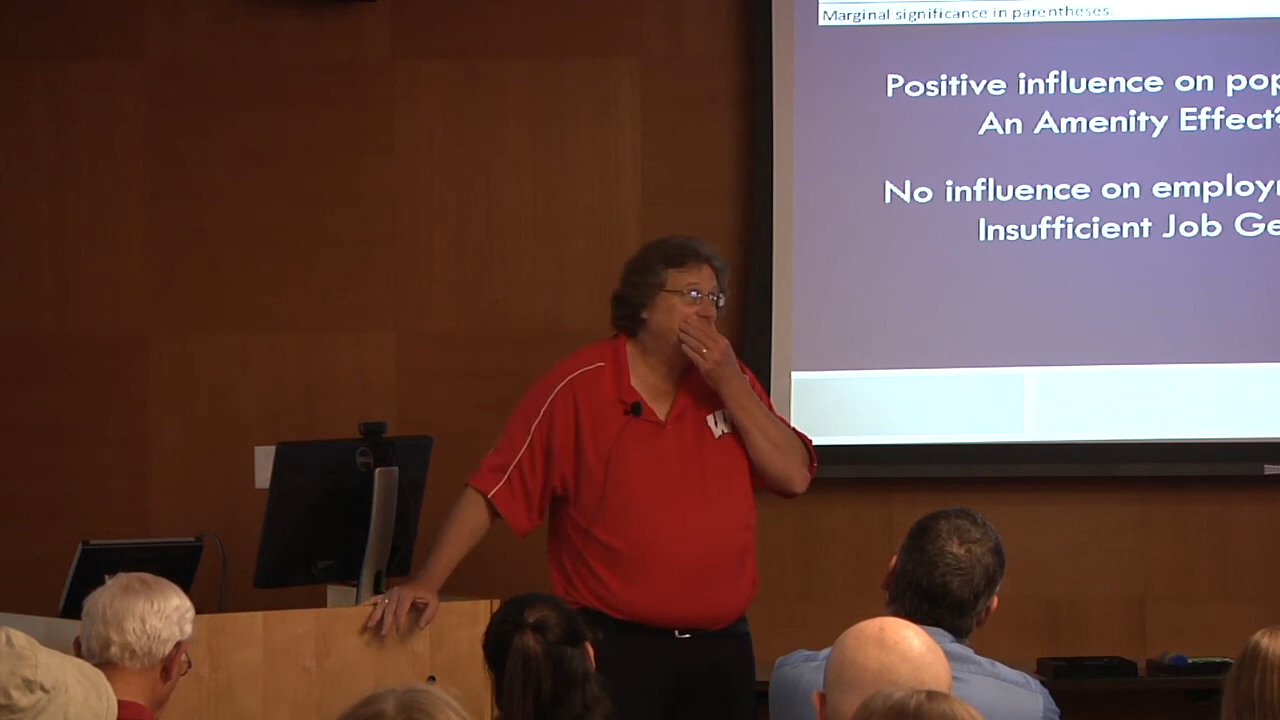 Marginal significance in parentheses.
Positive influence on pop
An Amenity Effect?
No influence on employ
Insufficient Job Ge
W